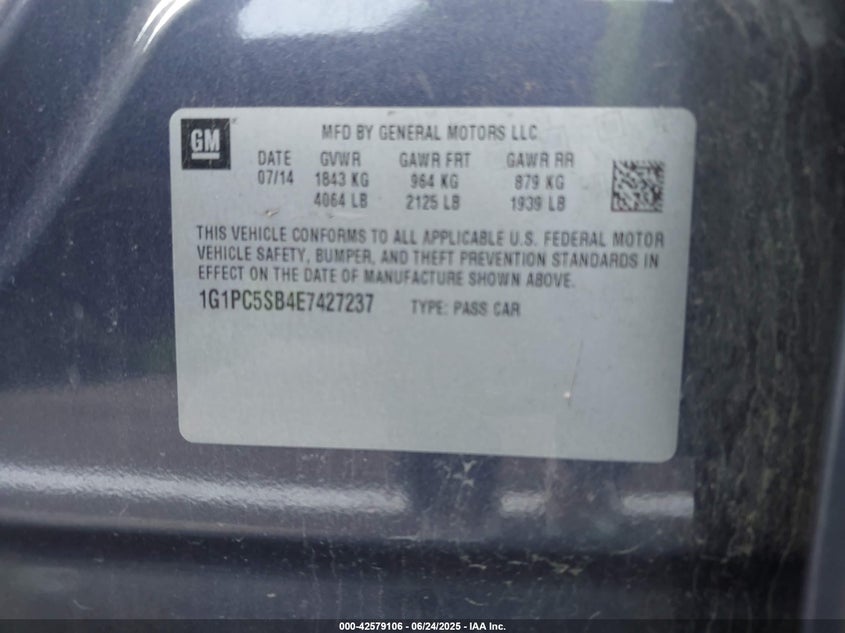 GM
MFD BY GENERAL MOTORS LLC
DATE GVWR GAWR FRT GAWR RR
07/14 1843 KG 964 KG 879 KG
4064 LB 2125 LB 1939 LB
THIS VEHICLE CONFORMS TO ALL APPLICABLE U.S. FEDERAL MOTOR
VEHICLE SAFETY, BUMPER, AND THEFT PREVENTION STANDARDS IN
EFFECT ON THE DATE OF MANUFACTURE SHOWN ABOVE.
1G1PC5SB4E7427237 TYPE: PASS CAR
000-42579106 - 06/24/2025 - IAA Inc.